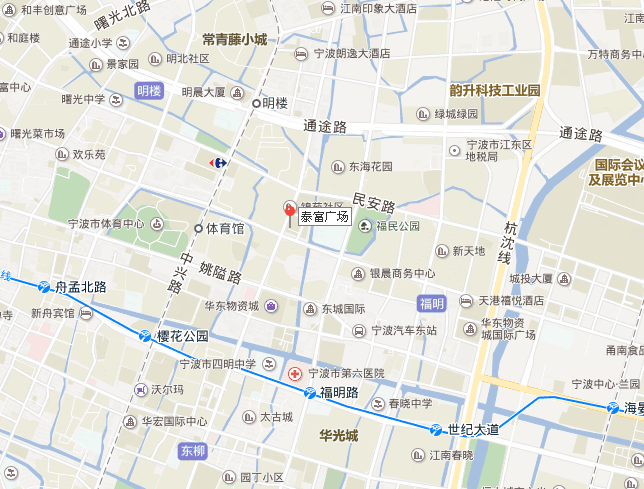 和丰创意广场
曙光北路
江南印象大酒店
和庭楼
通途小学
常青藤小城
宁波朗逸大酒店
万特商务中心
明北社区
景家园
富中心
明楼
明晨大厦
韵升科技工业园
曙光中学
明楼
绿城绿园
通途路
通途路
曙光菜市场
宁波市江东区
地税局
欢乐苑
东海花园
国际会议
及展览中心
民安路
锦苑社区
泰富广场
宁波市体育中心
体育馆
福民公园
杭沈线
新天地
中兴路
姚隘路
银晨商务中心
城投大厦
线
舟孟北路
福明
天港禧悦酒店
华东物资城
东城国际
新舟宾馆
寺
宁波汽车东站
华东物资
城国际广场
樱花公园
甬南食品
宁波市四明中学
宁波市第六医院
宁波中心·兰园
沃尔玛
福明路
春晓中学
海晏
太古城
华宏国际中心
华光城
世纪大道
东柳
江南春晓
园丁小区